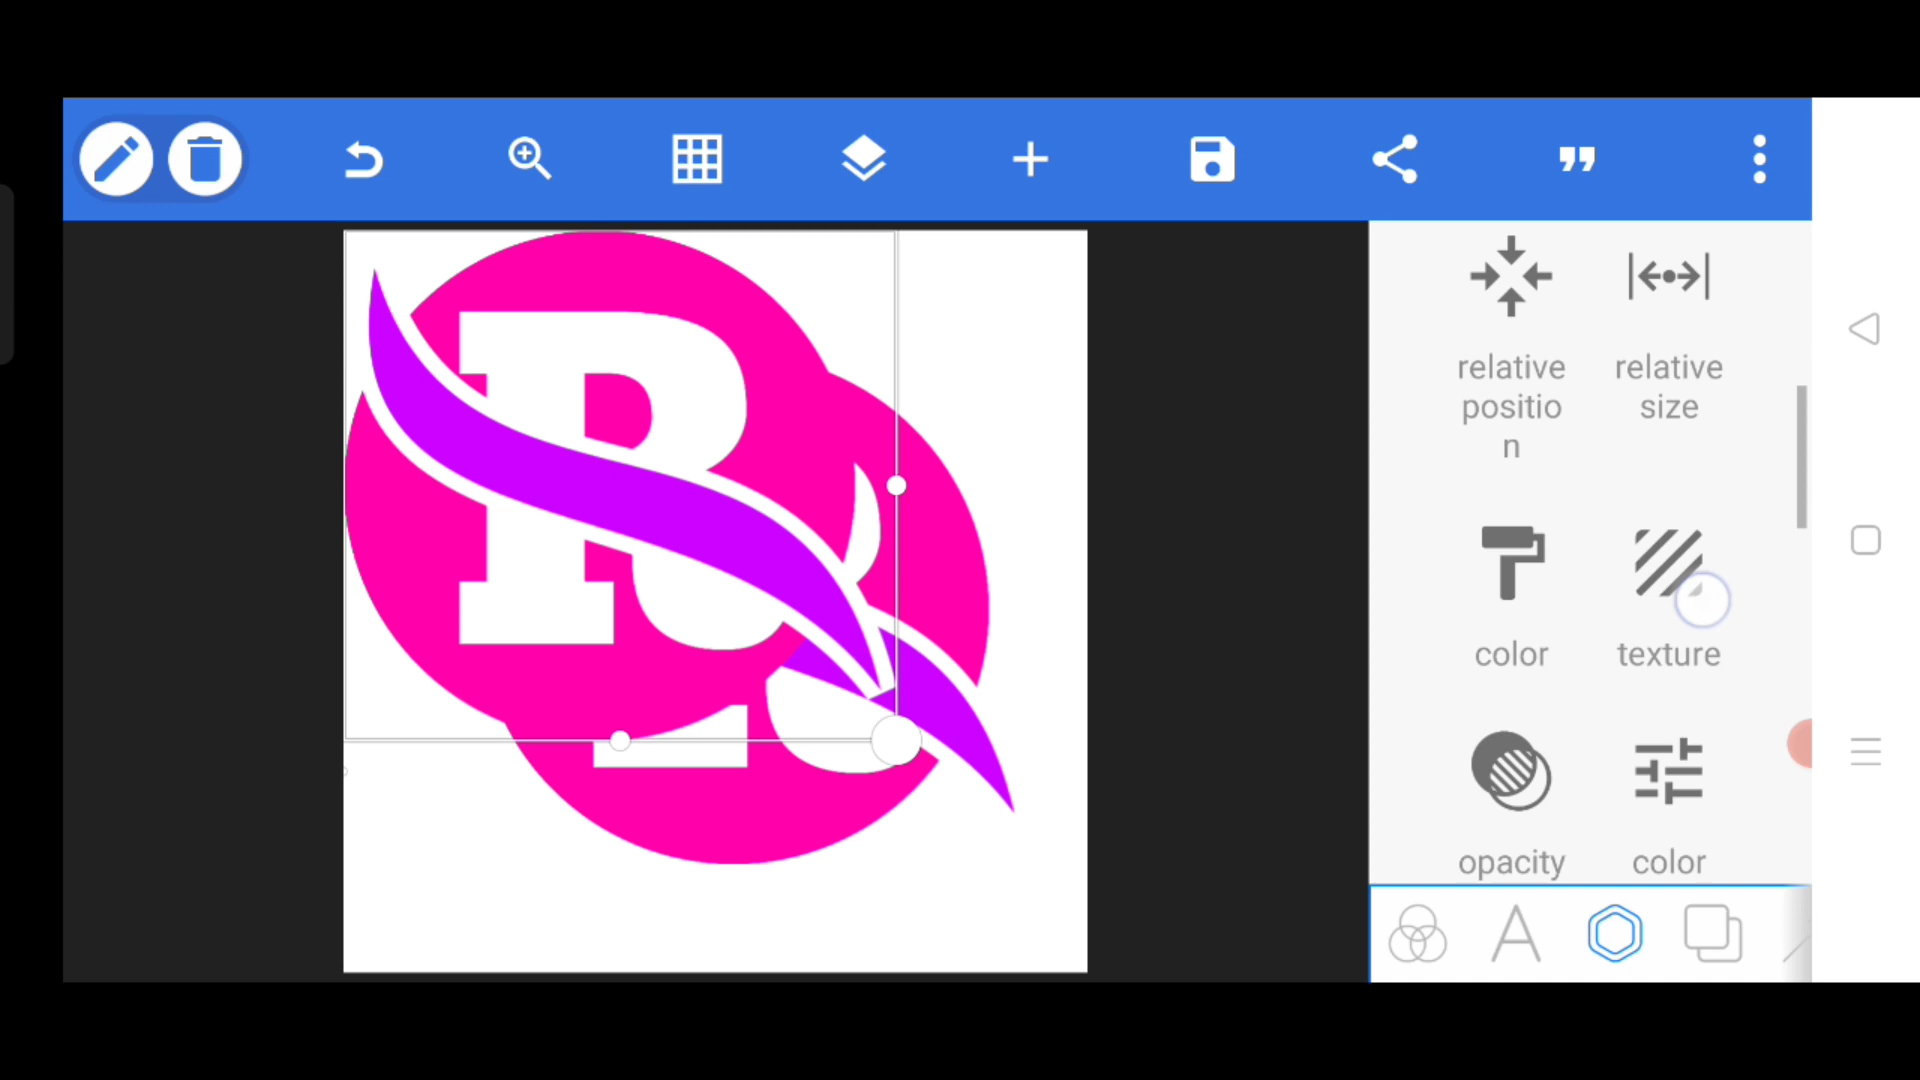 R
relative
positio
n
relative
size
color
texture
opacity
color